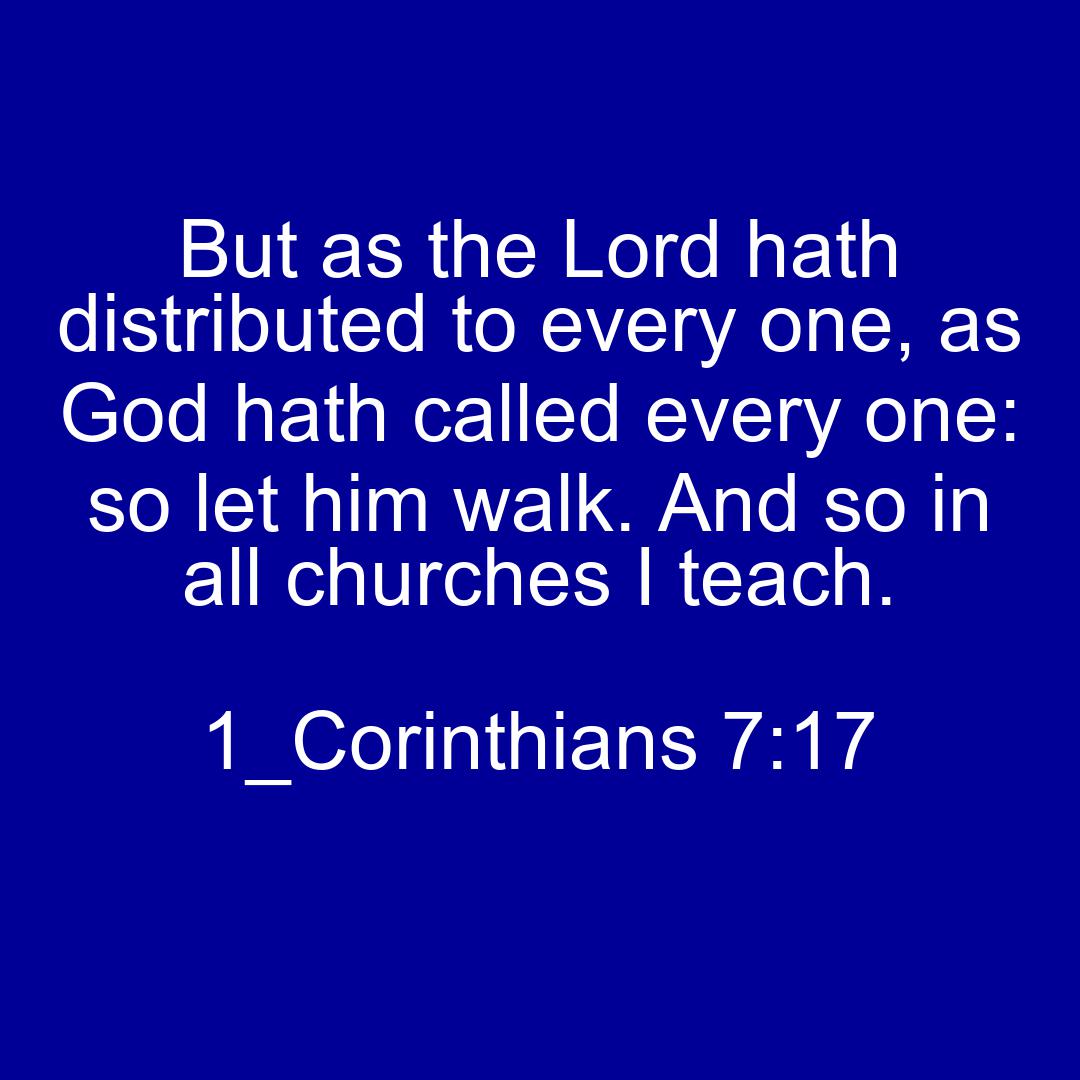 But as the Lord hath
distributed to every one, as
God hath called every one:
so let him walk. And so in
all churches I teach.
1_Corinthians 7:17